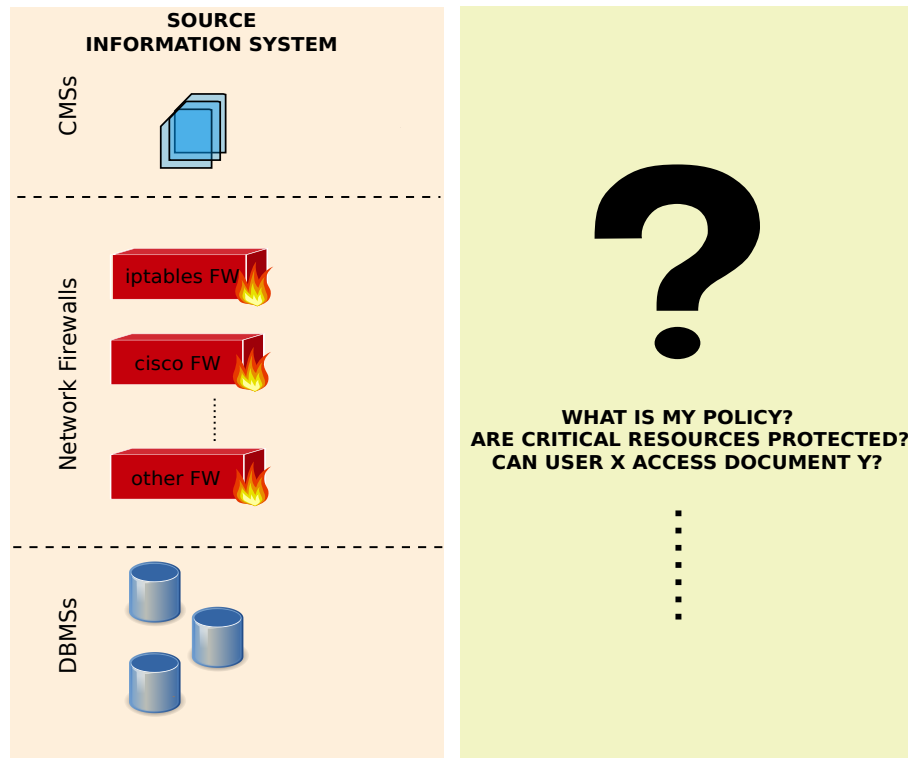 SOURCE
INFORMATION SYSTEM
CMSs
Network Firewalls
iptables FW
cisco FW
other FW
DBMSs
?
WHAT IS MY POLICY?
ARE CRITICAL RESOURCES PROTECTED?
CAN USER X ACCESS DOCUMENT Y?